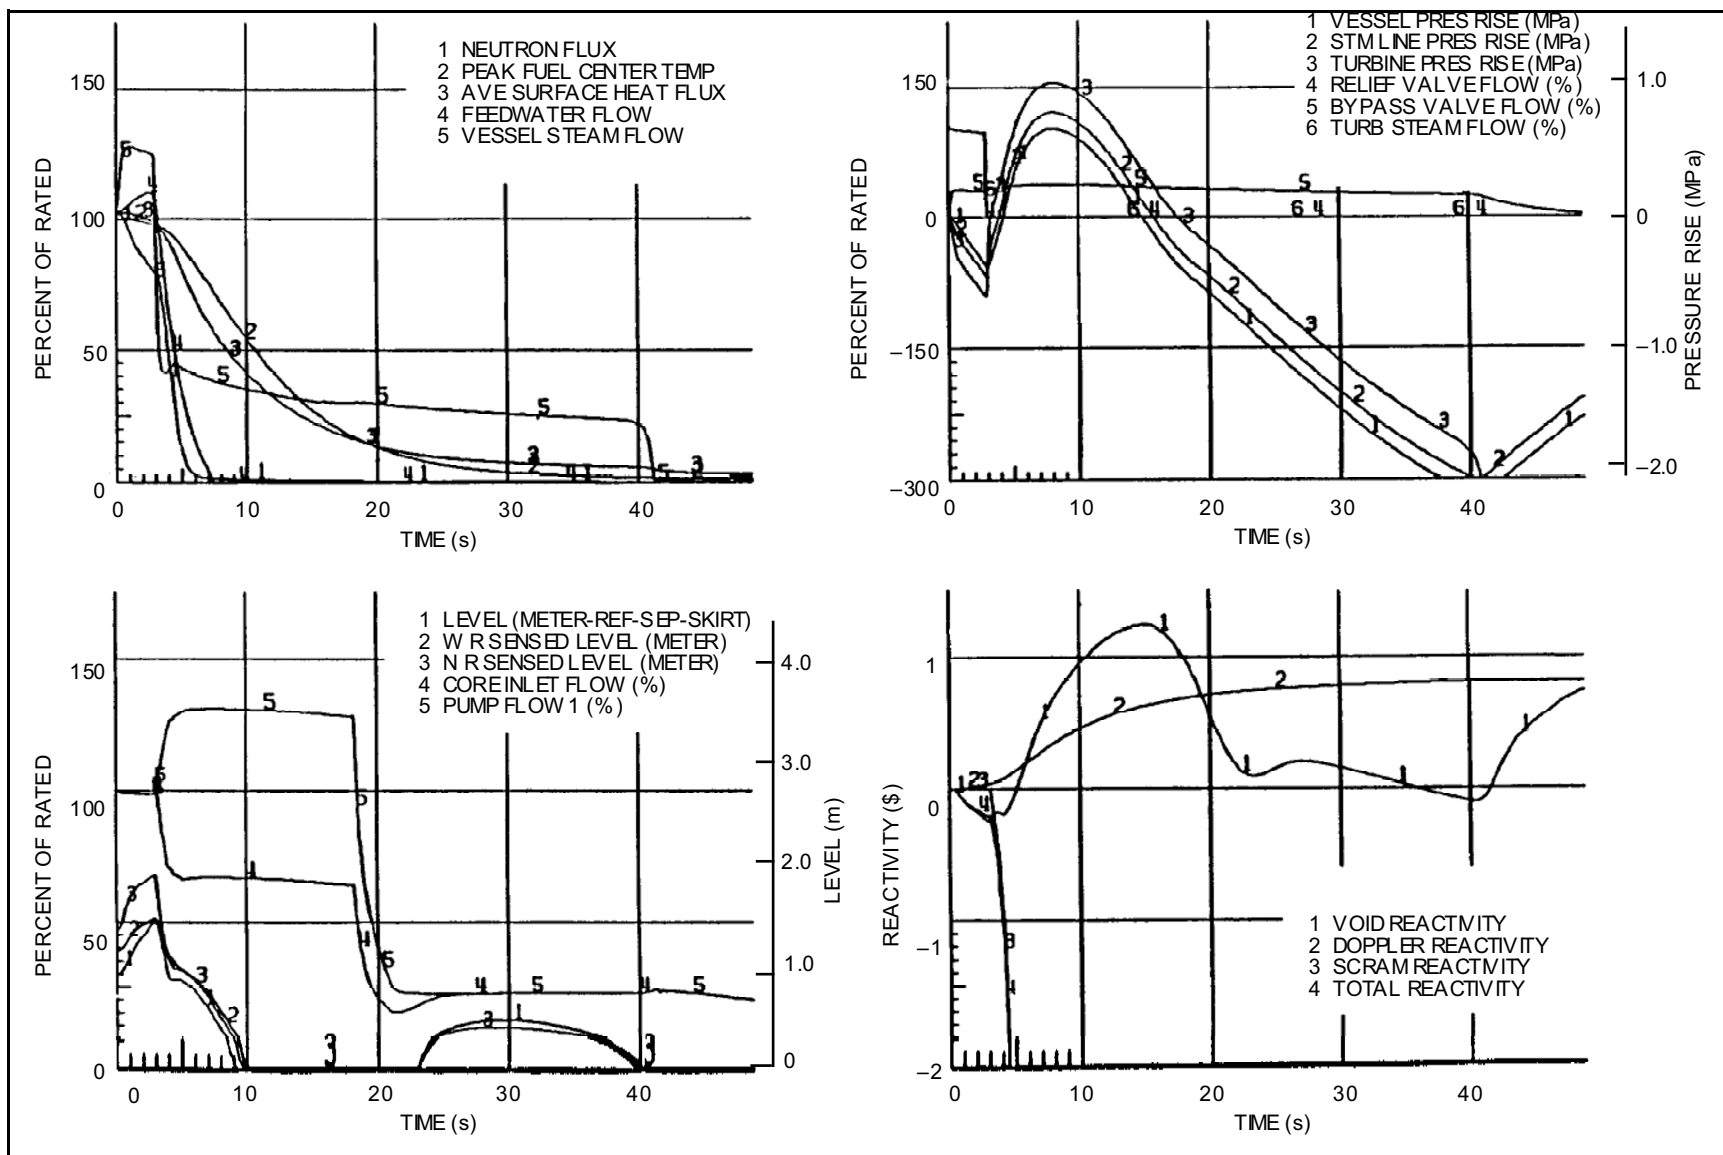 1 NEUTRON FLUX
2 PEAK FUEL CENTER TEMP
3 AVE SURFACE HEAT FLUX
4 FEEDWATER FLOW
5 VESSEL STEAM FLOW
PERCENT OF RATED
150
100
50
0
0 10 20 30 40
TIME (s)
1 VESSEL PRES RISE (MPa)
2 STM LINE PRES RISE (MPa)
3 TURBINE PRES RISE (MPa)
4 RELIEF VALVE FLOW (%)
5 BYPASS VALVE FLOW (%)
6 TURB STEAM FLOW (%)
PERCENT OF RATED
150
0
–150
–300
0 10 20 30 40
TIME (s)
PRESSURE RISE (MPa)
1.0
0
–1.0
–2.0
1 LEVEL (METER-REF-SEP-SKIRT)
2 W R SENSED LEVEL (METER)
3 N R SENSED LEVEL (METER)
4 CORE INLET FLOW (%)
5 PUMP FLOW 1 (%)
PERCENT OF RATED
150
100
50
0
0 10 20 30 40
TIME (s)
LEVEL (m)
4.0
3.0
2.0
1.0
0
REACTIVITY ($)
1
0
–1
–2
1 VOID REACTIVITY
2 DOPPLER REACTIVITY
3 SCRAM REACTIVITY
4 TOTAL REACTIVITY
0 10 20 30 40
TIME (s)